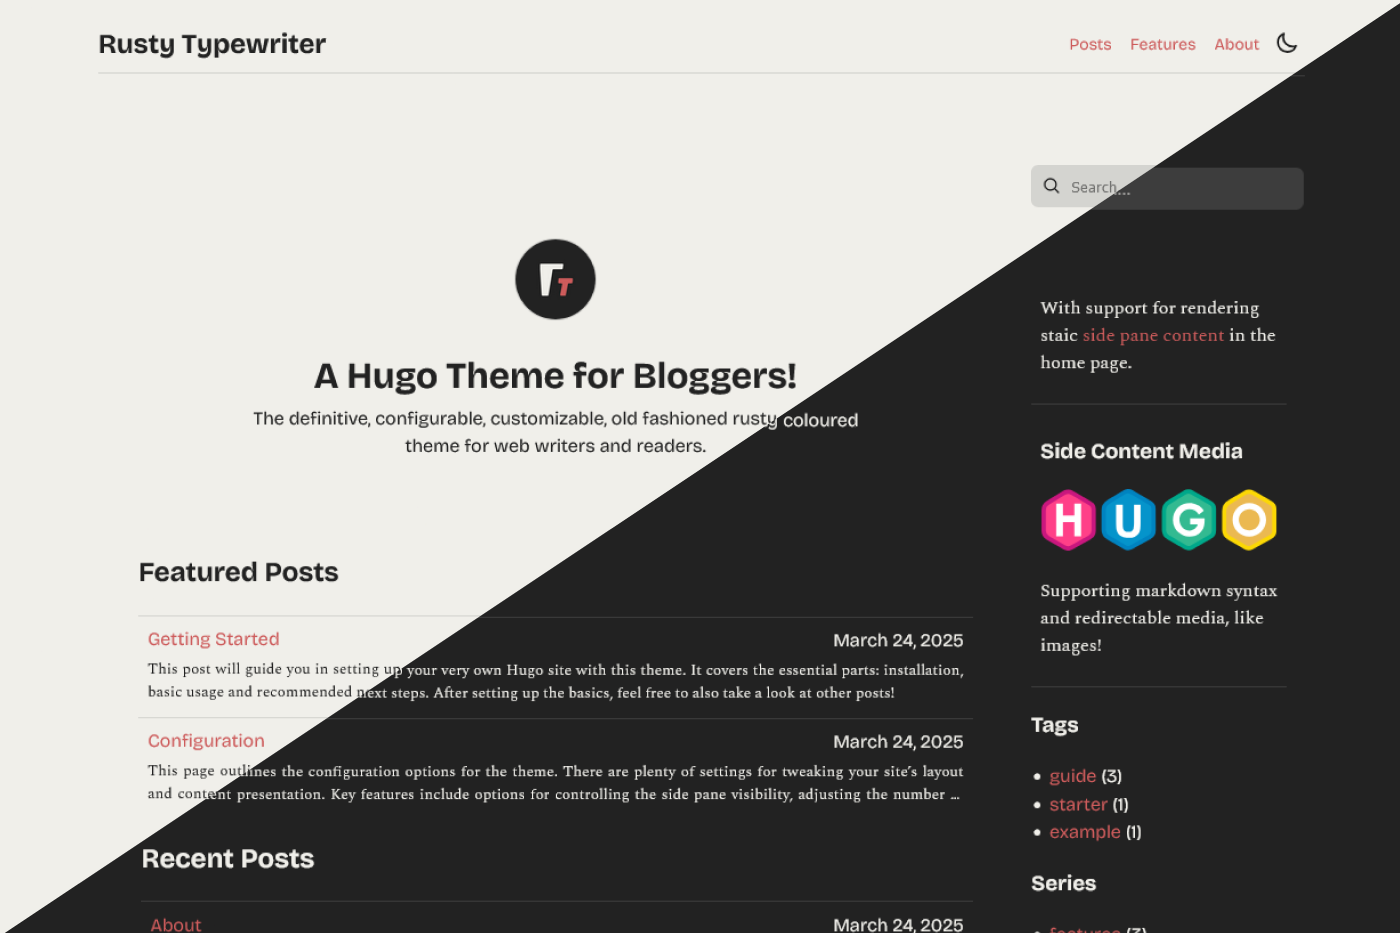 Rusty Typewriter
Posts Features About
Search...
A Hugo Theme for Bloggers!
The definitive, configurable, customizable, old fashioned rusty coloured
theme for web writers and readers.
Featured Posts
Getting Started March 24, 2025
This post will guide you in setting up your very own Hugo site with this theme. It covers the essential parts: installation,
basic usage and recommended next steps. After setting up the basics, feel free to also take a look at other posts!
Configuration March 24, 2025
This page outlines the configuration options for the theme. There are plenty of settings for tweaking your site's layout
and content presentation. Key features include options for controlling the side pane visibility, adjusting the number ...
Recent Posts
About March 24, 2025
With support for rendering
staic side pane content in the
home page.
Side Content Media
HUGO
Supporting markdown syntax
and redirectable media, like
images!
Tags
guide (3)
starter (1)
example (1)
Series
features (3)